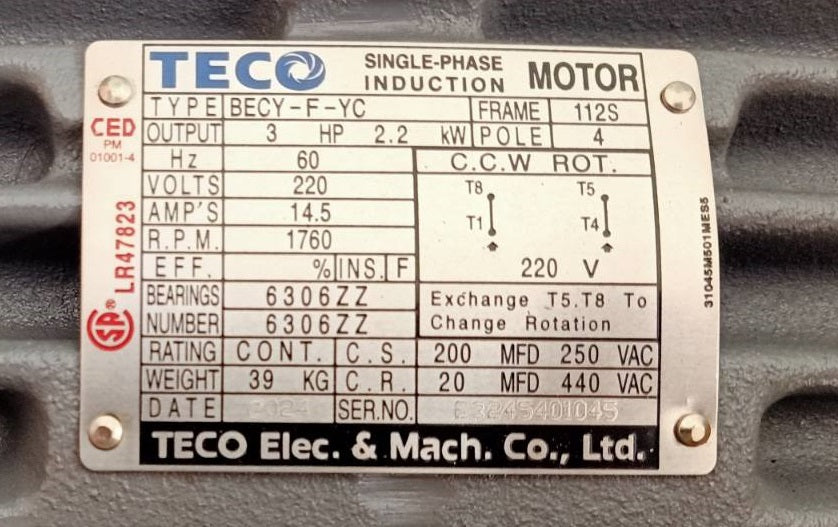 TECO SINGLE-PHASE INDUCTION MOTOR
TYPE BECY-F-YC FRAME 112S
OUTPUT 3 HP 2.2 kW POLE 4
Hz 60 C.C.W ROT.
VOLTS 220
AMP'S 14.5
R.P.M. 1760
EFF. % INS. F
T8 T5
T1 T4
220 V
BEARINGS 6306ZZ
NUMBER 6306ZZ
Exchange T5.T8 To
Change Rotation
RATING CONT. C.S. 200 MFD 250 VAC
WEIGHT 39 KG C.R. 20 MFD 440 VAC
DATE SER.NO.
TECO Elec. & Mach. Co., Ltd.
CED
PM
01001-4
LR47823
SA®
31045M501MES5